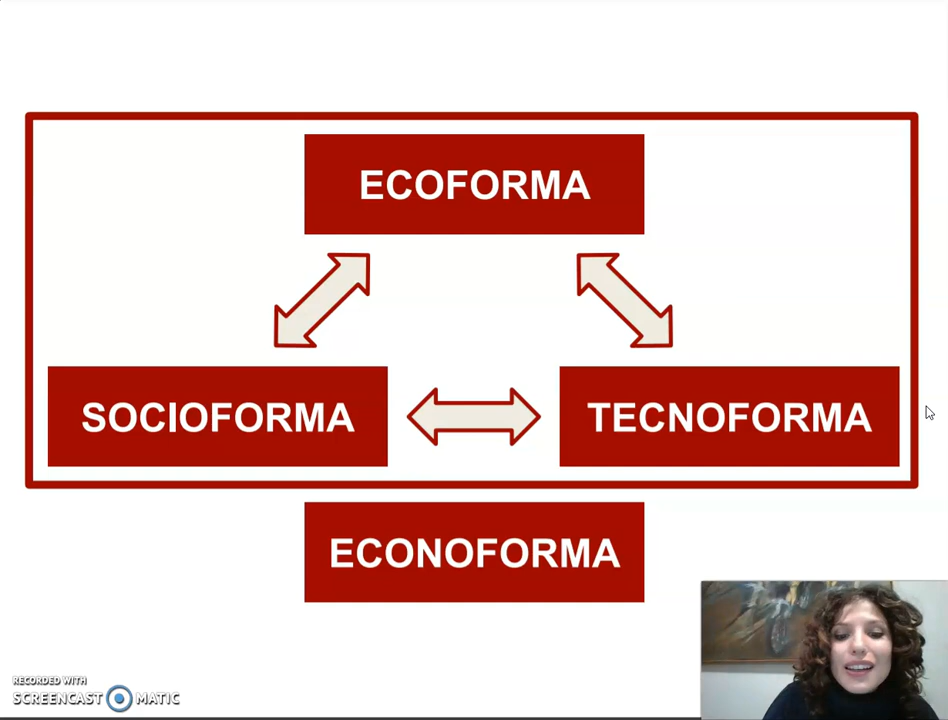 ECOFORMA
SOCIOFORMA
TECNOFORMA
ECONOFORMA
RECORDED WITH
SCREENCAST MATIC